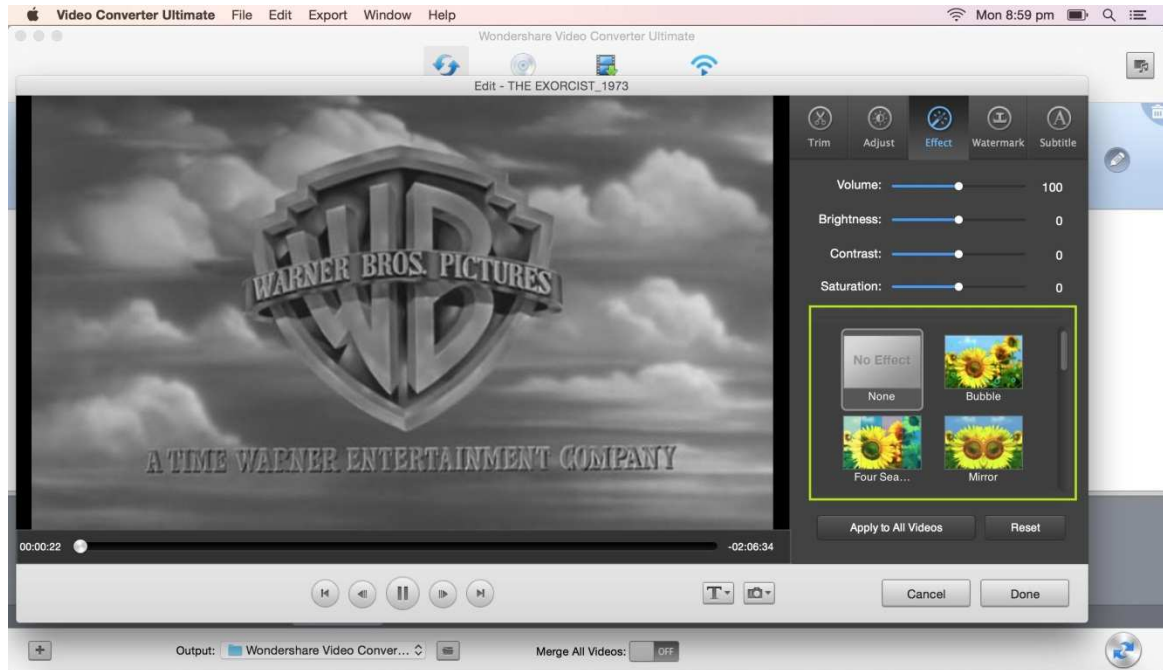 Video Converter Ultimate File Edit Export Window Help Mon 8:59 pm
Wondershare Video Converter Ultimate
Edit - THE EXORCIST_1973
Trim Adjust Effect Watermark Subtitle
Volume: 100
Brightness: 0
Contrast: 0
Saturation: 0
WB
WARNER BROS. PICTURES
A TIME WARNER ENTERTAINMENT COMPANY
No Effect
None Bubble
Four Sea... Mirror
Apply to All Videos Reset
00:00:22 -02:06:34
T
Cancel Done
Output: Wondershare Video Conver... Merge All Videos: OFF